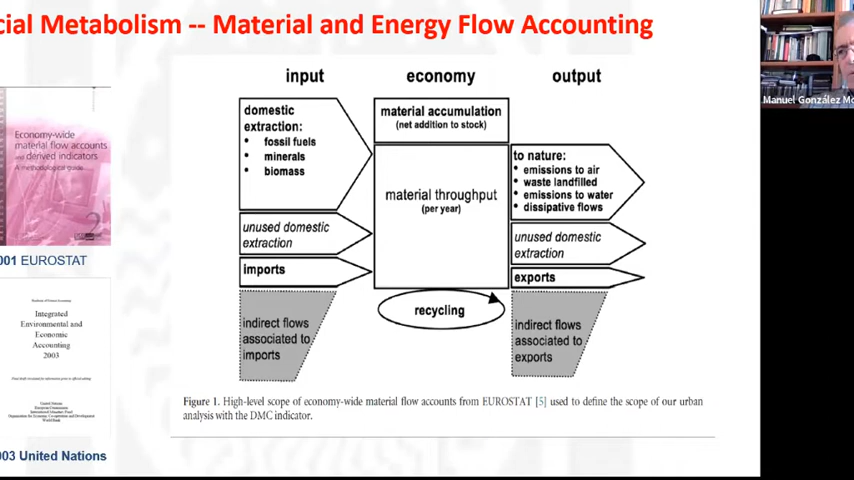 cial Metabolism -- Material and Energy Flow Accounting
input
economy
output
domestic
extraction:
• fossil fuels
• minerals
• biomass
unused domestic
extraction
imports
indirect flows
associated to
imports
material accumulation
(net addition to stock)
material throughput
(per year)
recycling
to nature:
• emissions to air
• waste landfilled
• emissions to water
• dissipative flows
unused domestic
extraction
exports
indirect flows
associated to
exports
Figure 1. High-level scope of economy-wide material flow accounts from EUROSTAT [5] used to define the scope of our urban
analysis with the DMC indicator.
Economy-wide
material flow accounts
and derived indicators
A methodological guide
2
001 EUROSTAT
Integrated
Environmental and
Economic
Accounting
2003
003 United Nations
Manuel González Mo